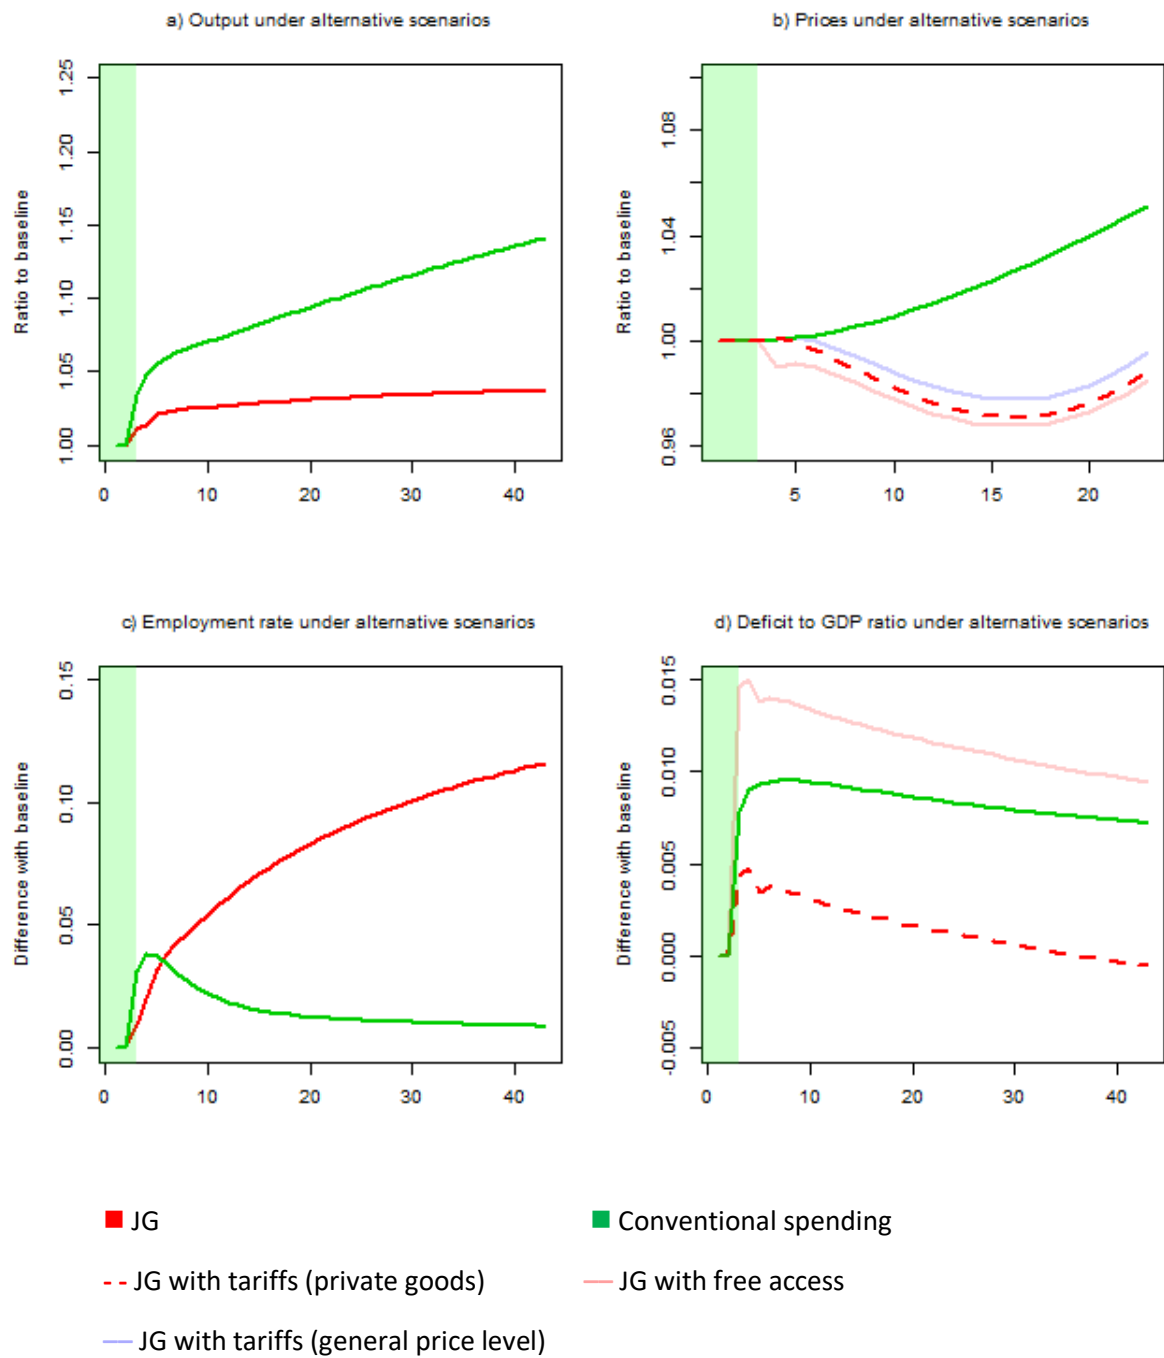 a) Output under alternative scenarios
b) Prices under alternative scenarios
Ratio to baseline
1.00 1.05 1.10 1.15 1.20 1.25
0 10 20 30 40
Ratio to baseline
0.96 1.00 1.04 1.08
5 10 15 20
c) Employment rate under alternative scenarios
d) Deficit to GDP ratio under alternative scenarios
Difference with baseline
0.00 0.05 0.10 0.15
0 10 20 30 40
Difference with baseline
-0.005 0.000 0.005 0.010 0.015
0 10 20 30 40
JG
Conventional spending
JG with tariffs (private goods)
JG with free access
JG with tariffs (general price level)